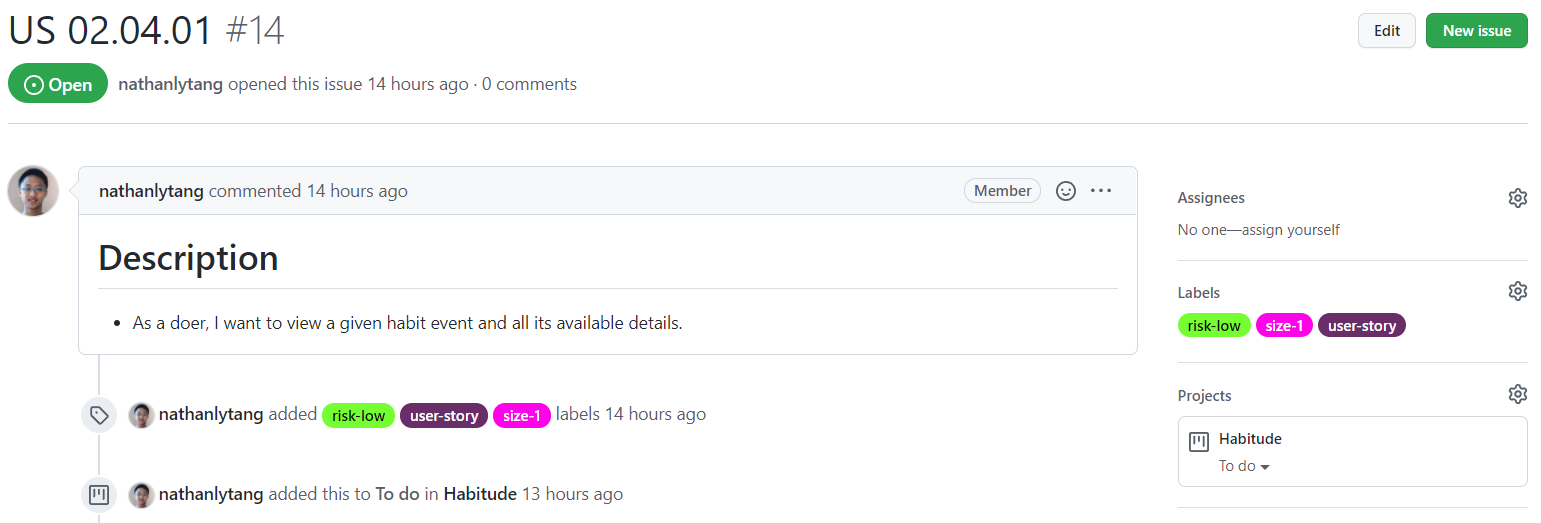 US 02.04.01 #14
Edit
New issue
Open
nathanlytang opened this issue 14 hours ago · 0 comments
nathanlytang commented 14 hours ago
Member
Description
As a doer, I want to view a given habit event and all its available details.
nathanlytang added risk-low user-story size-1 labels 14 hours ago
nathanlytang added this to To do in Habitude 13 hours ago
Assignees
No one—assign yourself
Labels
risk-low size-1 user-story
Projects
Habitude
To do